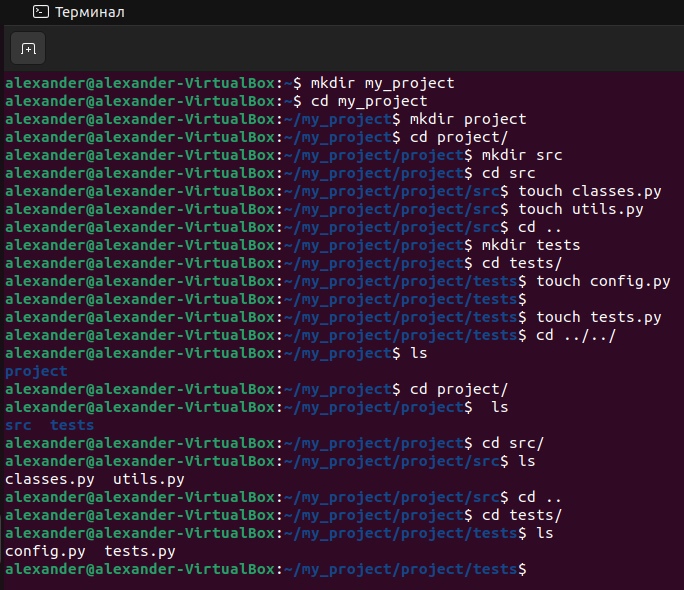 Терминал
alexander@alexander-VirtualBox:~$ mkdir my_project
alexander@alexander-VirtualBox:~$ cd my_project
alexander@alexander-VirtualBox:~/my_project$ mkdir project
alexander@alexander-VirtualBox:~/my_project$ cd project/
alexander@alexander-VirtualBox:~/my_project/project$ mkdir src
alexander@alexander-VirtualBox:~/my_project/project$ cd src
alexander@alexander-VirtualBox:~/my_project/project/src$ touch classes.py
alexander@alexander-VirtualBox:~/my_project/project/src$ touch utils.py
alexander@alexander-VirtualBox:~/my_project/project/src$ cd ..
alexander@alexander-VirtualBox:~/my_project/project$ mkdir tests
alexander@alexander-VirtualBox:~/my_project/project$ cd tests/
alexander@alexander-VirtualBox:~/my_project/project/tests$ touch config.py
alexander@alexander-VirtualBox:~/my_project/project/tests$
alexander@alexander-VirtualBox:~/my_project/project/tests$ touch tests.py
alexander@alexander-VirtualBox:~/my_project/project/tests$ cd ../../
alexander@alexander-VirtualBox:~/my_project$ ls
project
alexander@alexander-VirtualBox:~/my_project$ cd project/
alexander@alexander-VirtualBox:~/my_project/project$  ls
src  tests
alexander@alexander-VirtualBox:~/my_project/project$ cd src/
alexander@alexander-VirtualBox:~/my_project/project/src$ ls
classes.py  utils.py
alexander@alexander-VirtualBox:~/my_project/project/src$ cd ..
alexander@alexander-VirtualBox:~/my_project/project$ cd tests/
alexander@alexander-VirtualBox:~/my_project/project/tests$ ls
config.py  tests.py
alexander@alexander-VirtualBox:~/my_project/project/tests$